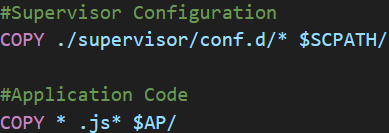 #Supervisor Configuration
COPY ./supervisor/conf.d/* $SCPATH/
#Application Code
COPY * .js* $AP/